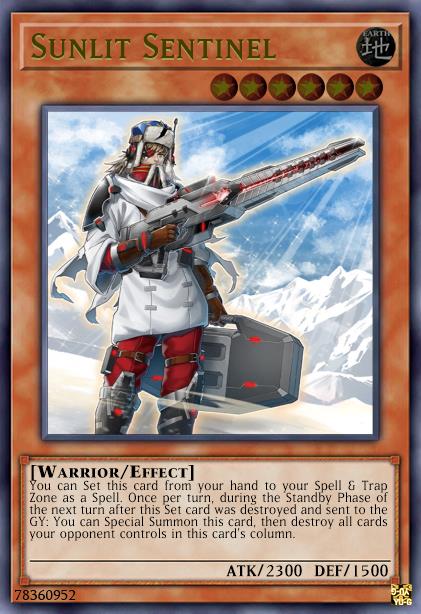 Sunlit Sentinel
EARTH
地
[Warrior/Effect]
You can Set this card from your hand to your Spell & Trap
Zone as a Spell. Once per turn, during the Standby Phase of
the next turn after this Set card was destroyed and sent to the
GY: You can Special Summon this card, then destroy all cards
your opponent controls in this card's column.
ATK/2300 DEF/1500
78360952